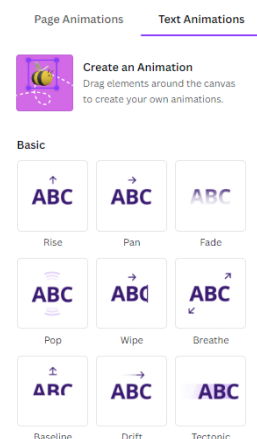 Page Animations Text Animations
Create an Animation
Drag elements around the canvas
to create your own animations.
Basic
ABC ABC ABC
Rise Pan Fade
ABC ABC ABC
Pop Wipe Breathe
ABC ABC ABC
Baseline Drift Tectonic